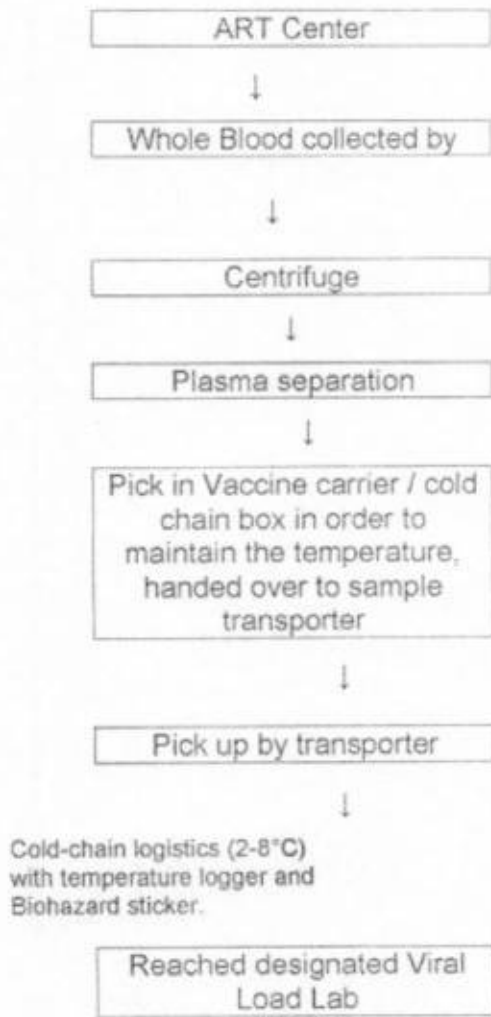 ART Center
↓
Whole Blood collected by
↓
Centrifuge
↓
Plasma separation
↓
Pick in Vaccine carrier / cold
chain box in order to
maintain the temperature,
handed over to sample
transporter
↓
Pick up by transporter
↓
Cold-chain logistics (2-8°C)
with temperature logger and
Biohazard sticker.
Reached designated Viral
Load Lab